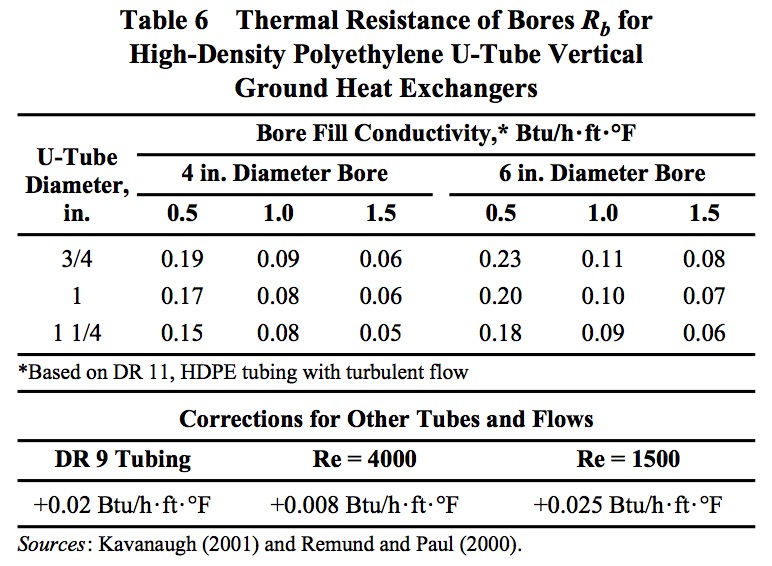 Table 6 Thermal Resistance of Bores Rb for
High-Density Polyethylene U-Tube Vertical
Ground Heat Exchangers
U-Tube Diameter, in.
Bore Fill Conductivity,* Btu/h·ft·°F
4 in. Diameter Bore 6 in. Diameter Bore
0.5 1.0 1.5 0.5 1.0 1.5
3/4 0.19 0.09 0.06 0.23 0.11 0.08
1 0.17 0.08 0.06 0.20 0.10 0.07
1 1/4 0.15 0.08 0.05 0.18 0.09 0.06
*Based on DR 11, HDPE tubing with turbulent flow
Corrections for Other Tubes and Flows
DR 9 Tubing Re = 4000 Re = 1500
+0.02 Btu/h·ft·°F +0.008 Btu/h·ft·°F +0.025 Btu/h·ft·°F
Sources: Kavanaugh (2001) and Remund and Paul (2000).